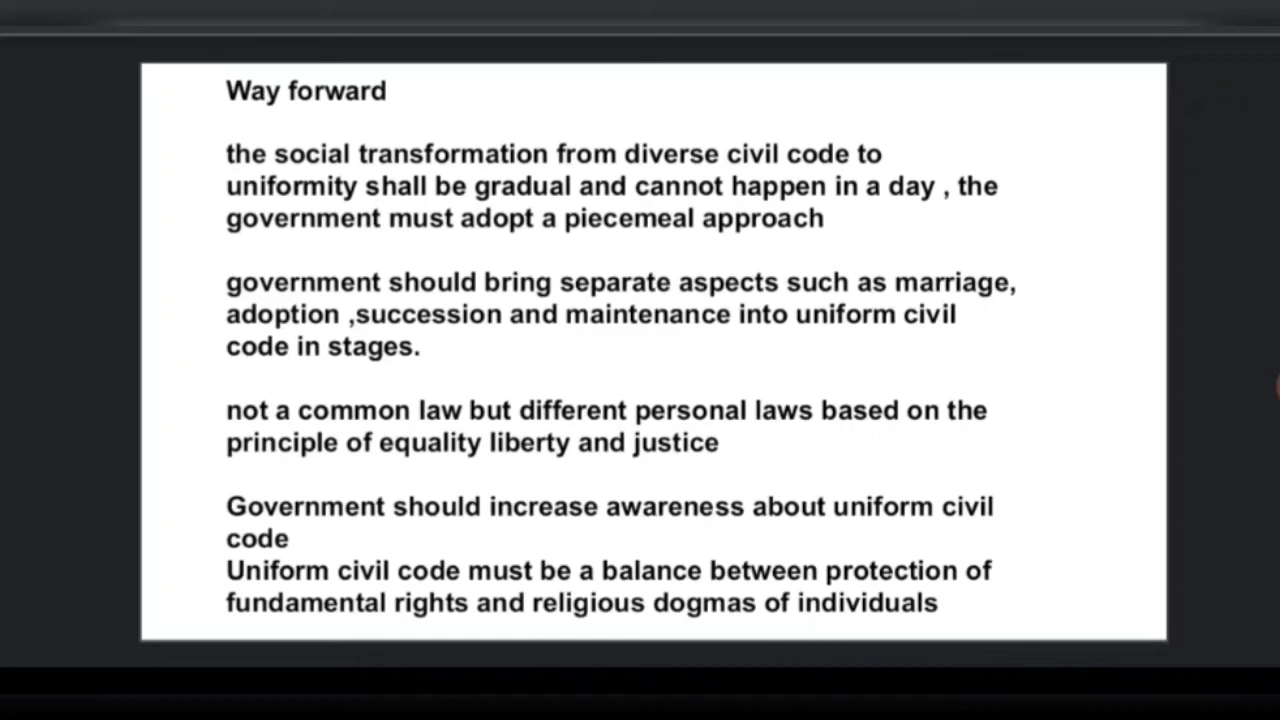 Way forward
the social transformation from diverse civil code to
uniformity shall be gradual and cannot happen in a day , the
government must adopt a piecemeal approach
government should bring separate aspects such as marriage,
adoption ,succession and maintenance into uniform civil
code in stages.
not a common law but different personal laws based on the
principle of equality liberty and justice
Government should increase awareness about uniform civil
code
Uniform civil code must be a balance between protection of
fundamental rights and religious dogmas of individuals